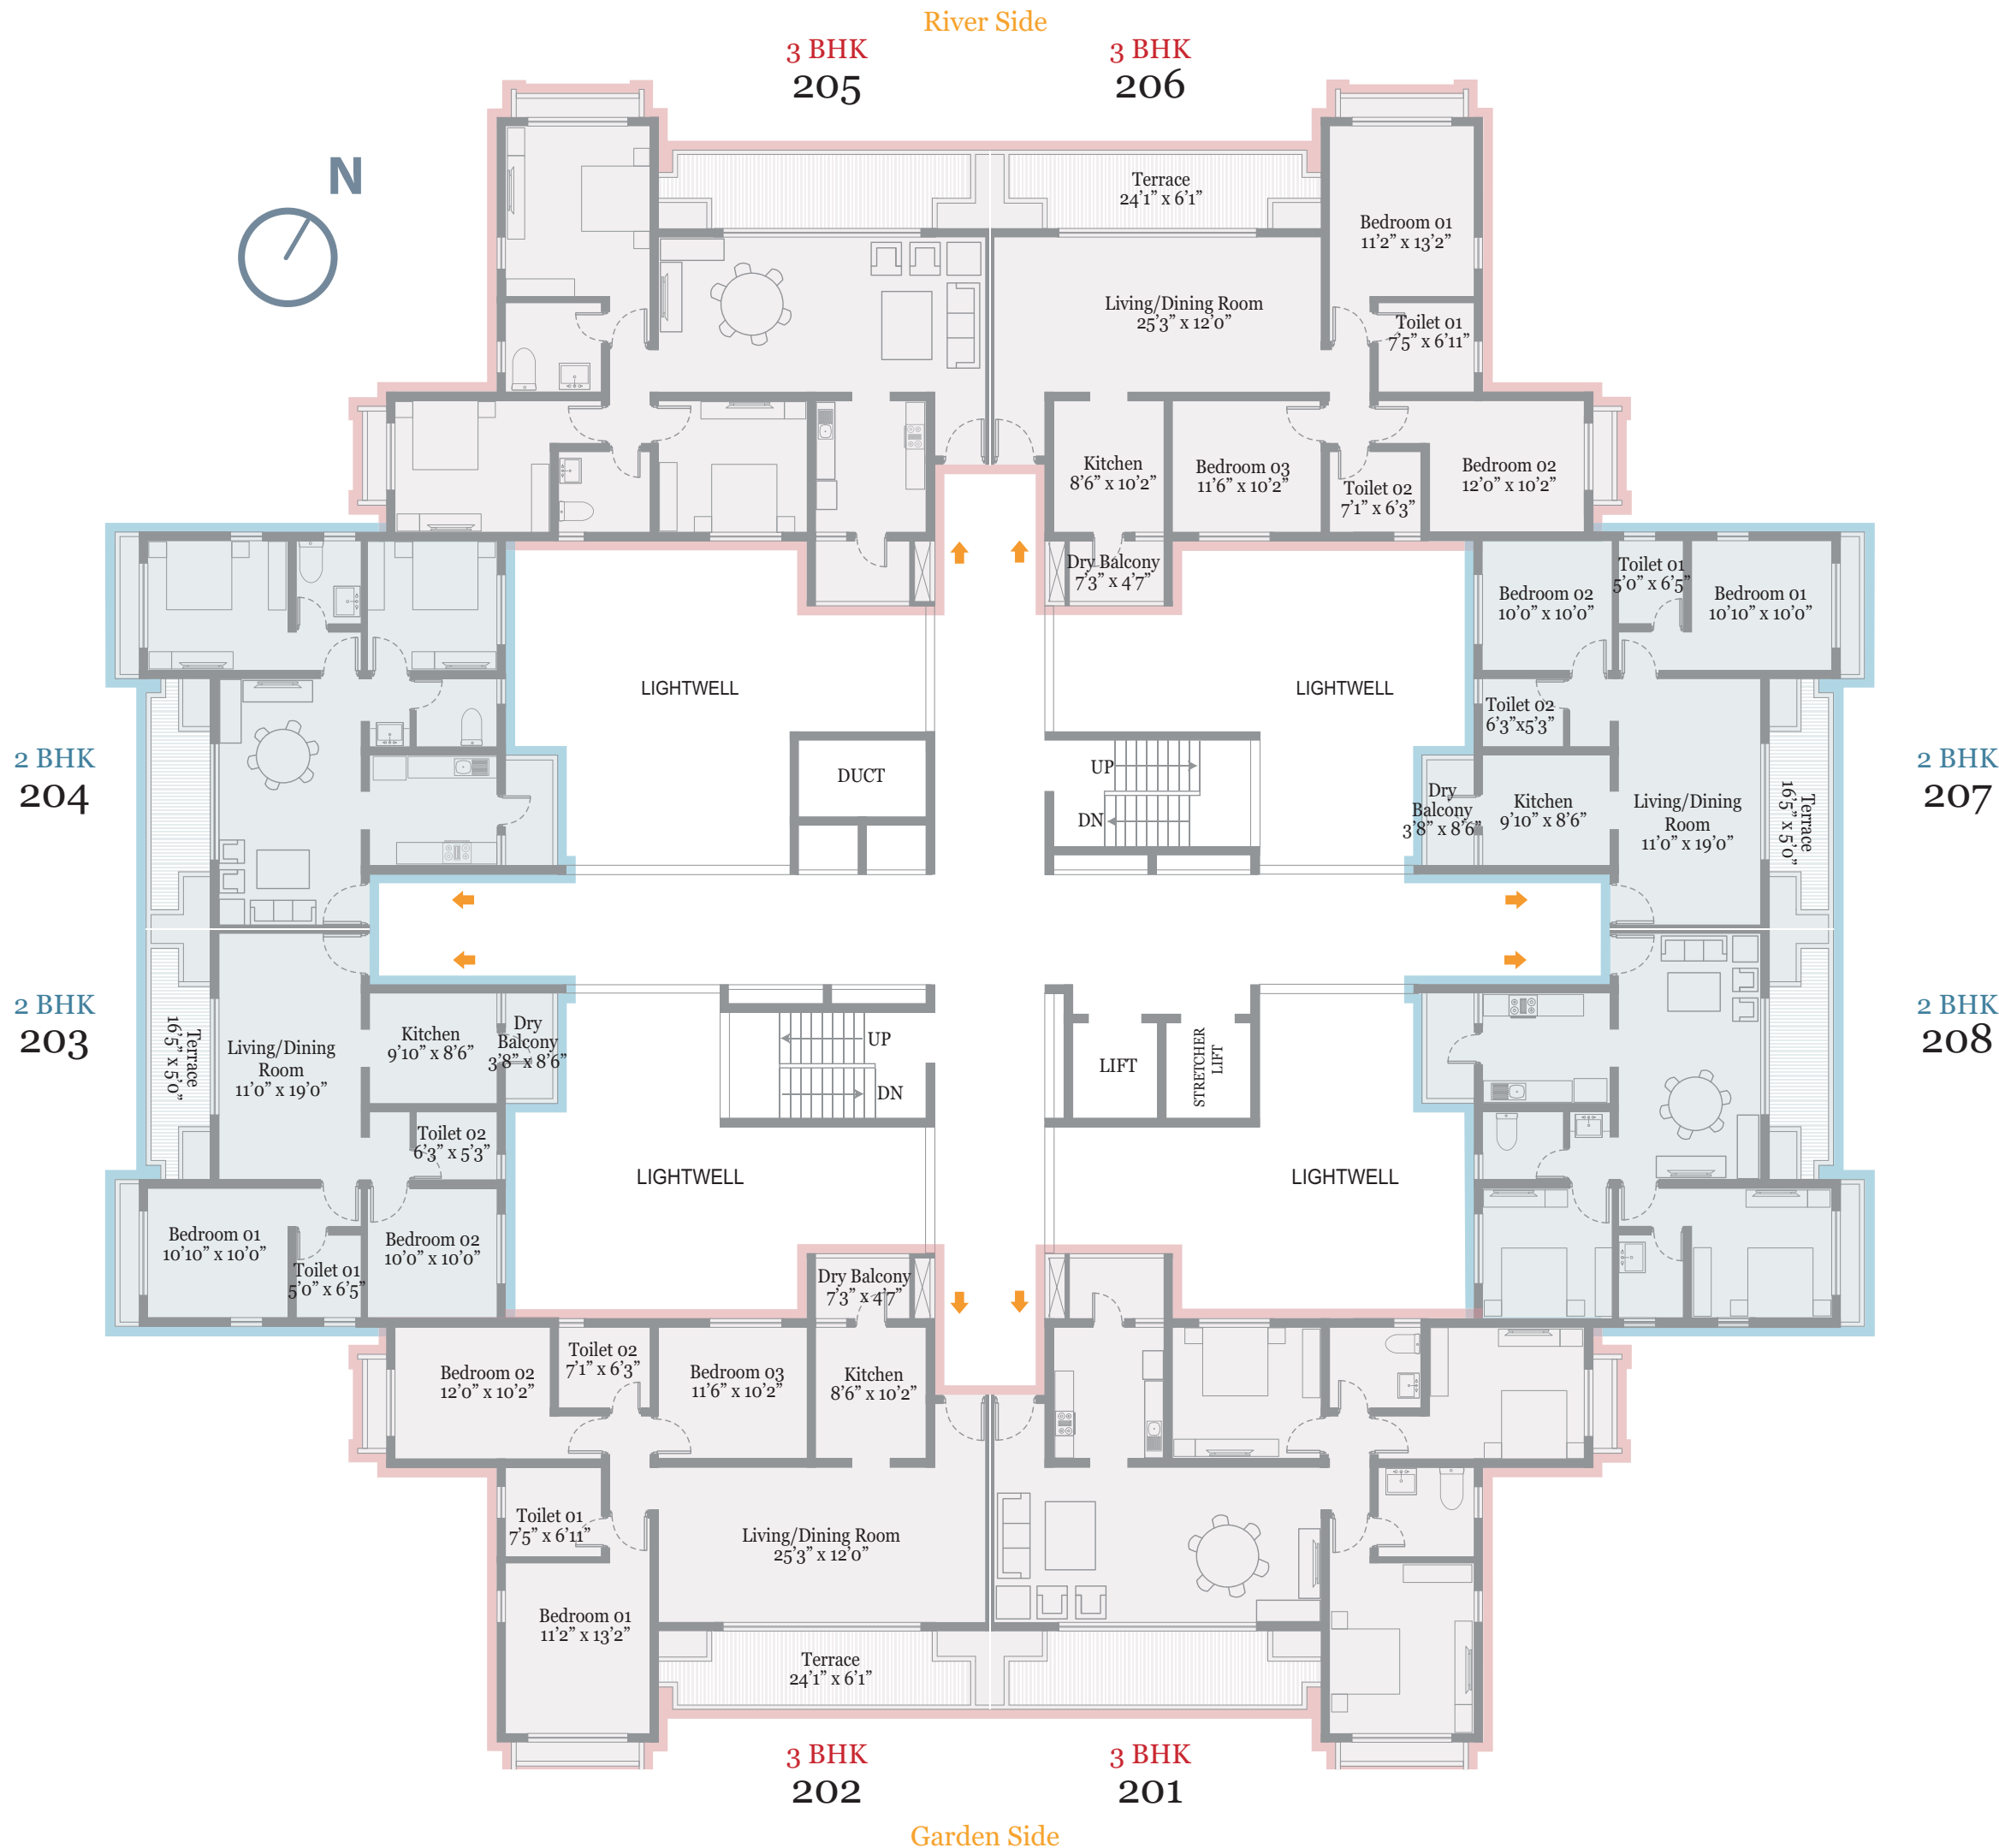 River Side
3 BHK
205
3 BHK
206
N
Terrace
24’1” x 6’1”
Bedroom 01
11’2” x 13’2”
Living/Dining Room
25’3” x 12’0”
Toilet 01
7’5” x 6’11”
Kitchen
8’6” x 10’2”
Bedroom 03
11’6” x 10’2”
Toilet 02
7’1” x 6’3”
Bedroom 02
12’0” x 10’2”
Dry Balcony
7’3” x 4’7”
Bedroom 02
10’0” x 10’0”
Toilet 01
5’0” x 6’5”
Bedroom 01
10’10” x 10’0”
LIGHTWELL
LIGHTWELL
Toilet 02
6’3”x5’3”
2 BHK
204
DUCT
UP
DN
Dry
Balcony
3’8” x 8’6”
Kitchen
9’10” x 8’6”
Living/Dining
Room
11’0” x 19’0”
Terrace
16’5” x 5’0”
2 BHK
207
2 BHK
203
Terrace
16’5” x 5’0”
Living/Dining
Room
11’0” x 19’0”
Kitchen
9’10” x 8’6”
Dry
Balcony
3’8” x 8’6”
UP
DN
LIFT
STRETCHER
LIFT
2 BHK
208
Toilet 02
6’3” x 5’3”
LIGHTWELL
LIGHTWELL
Bedroom 01
10’10” x 10’0”
Toilet 01
5’0” x 6’5”
Bedroom 02
10’0” x 10’0”
Dry Balcony
7’3” x 4’7”
Bedroom 02
12’0” x 10’2”
Toilet 02
7’1” x 6’3”
Bedroom 03
11’6” x 10’2”
Kitchen
8’6” x 10’2”
Toilet 01
7’5” x 6’11”
Living/Dining Room
25’3” x 12’0”
Bedroom 01
11’2” x 13’2”
Terrace
24’1” x 6’1”
3 BHK
202
3 BHK
201
Garden Side